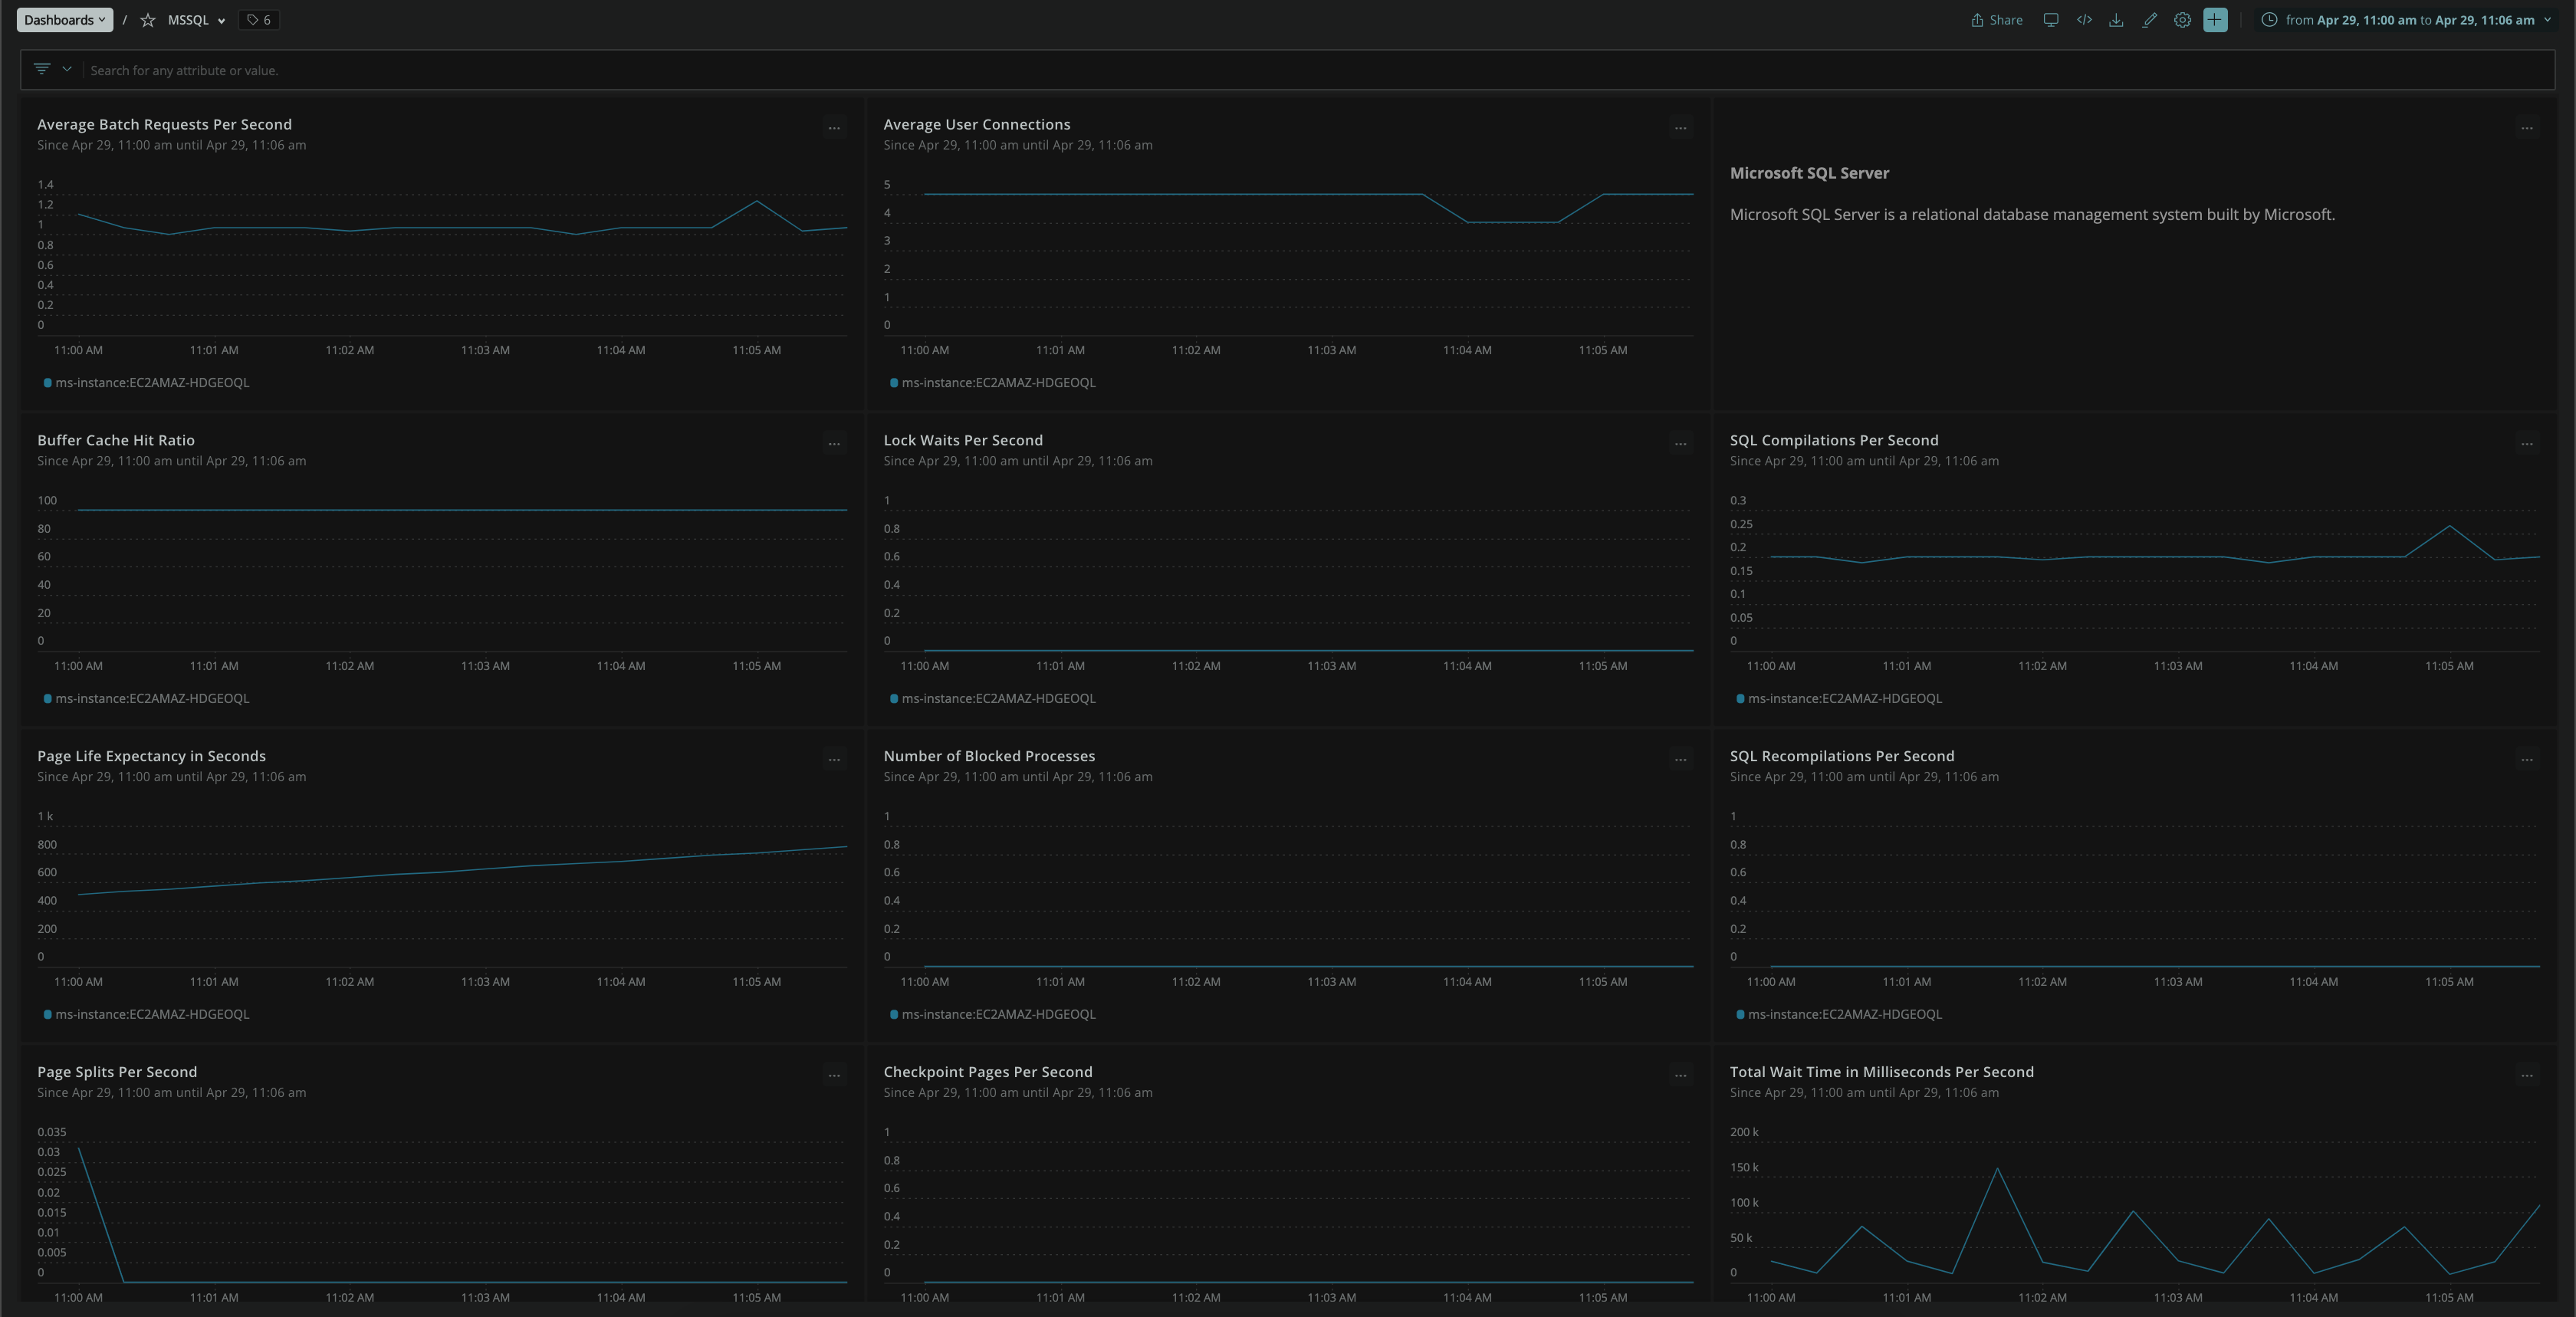 Dashboards / MSSQL 6 Share from Apr 29, 11:00 am to Apr 29, 11:06 am
Search for any attribute or value.
Average Batch Requests Per Second
Since Apr 29, 11:00 am until Apr 29, 11:06 am
1.4
1.2
1
0.8
0.6
0.4
0.2
0
11:00 AM 11:01 AM 11:02 AM 11:03 AM 11:04 AM 11:05 AM
ms-instance:EC2AMAZ-HDGEOQL
Average User Connections
Since Apr 29, 11:00 am until Apr 29, 11:06 am
5
4
3
2
1
0
11:00 AM 11:01 AM 11:02 AM 11:03 AM 11:04 AM 11:05 AM
ms-instance:EC2AMAZ-HDGEOQL
Microsoft SQL Server
Microsoft SQL Server is a relational database management system built by Microsoft.
Buffer Cache Hit Ratio
Since Apr 29, 11:00 am until Apr 29, 11:06 am
100
80
60
40
20
0
11:00 AM 11:01 AM 11:02 AM 11:03 AM 11:04 AM 11:05 AM
ms-instance:EC2AMAZ-HDGEOQL
Lock Waits Per Second
Since Apr 29, 11:00 am until Apr 29, 11:06 am
1
0.8
0.6
0.4
0.2
0
11:00 AM 11:01 AM 11:02 AM 11:03 AM 11:04 AM 11:05 AM
ms-instance:EC2AMAZ-HDGEOQL
SQL Compilations Per Second
Since Apr 29, 11:00 am until Apr 29, 11:06 am
0.3
0.25
0.2
0.15
0.1
0.05
0
11:00 AM 11:01 AM 11:02 AM 11:03 AM 11:04 AM 11:05 AM
ms-instance:EC2AMAZ-HDGEOQL
Page Life Expectancy in Seconds
Since Apr 29, 11:00 am until Apr 29, 11:06 am
1 k
800
600
400
200
0
11:00 AM 11:01 AM 11:02 AM 11:03 AM 11:04 AM 11:05 AM
ms-instance:EC2AMAZ-HDGEOQL
Number of Blocked Processes
Since Apr 29, 11:00 am until Apr 29, 11:06 am
1
0.8
0.6
0.4
0.2
0
11:00 AM 11:01 AM 11:02 AM 11:03 AM 11:04 AM 11:05 AM
ms-instance:EC2AMAZ-HDGEOQL
SQL Recompilations Per Second
Since Apr 29, 11:00 am until Apr 29, 11:06 am
1
0.8
0.6
0.4
0.2
0
11:00 AM 11:01 AM 11:02 AM 11:03 AM 11:04 AM 11:05 AM
ms-instance:EC2AMAZ-HDGEOQL
Page Splits Per Second
Since Apr 29, 11:00 am until Apr 29, 11:06 am
0.035
0.03
0.025
0.02
0.015
0.01
0.005
0
11:00 AM 11:01 AM 11:02 AM 11:03 AM 11:04 AM 11:05 AM
Checkpoint Pages Per Second
Since Apr 29, 11:00 am until Apr 29, 11:06 am
1
0.8
0.6
0.4
0.2
0
11:00 AM 11:01 AM 11:02 AM 11:03 AM 11:04 AM 11:05 AM
Total Wait Time in Milliseconds Per Second
Since Apr 29, 11:00 am until Apr 29, 11:06 am
200 k
150 k
100 k
50 k
0
11:00 AM 11:01 AM 11:02 AM 11:03 AM 11:04 AM 11:05 AM